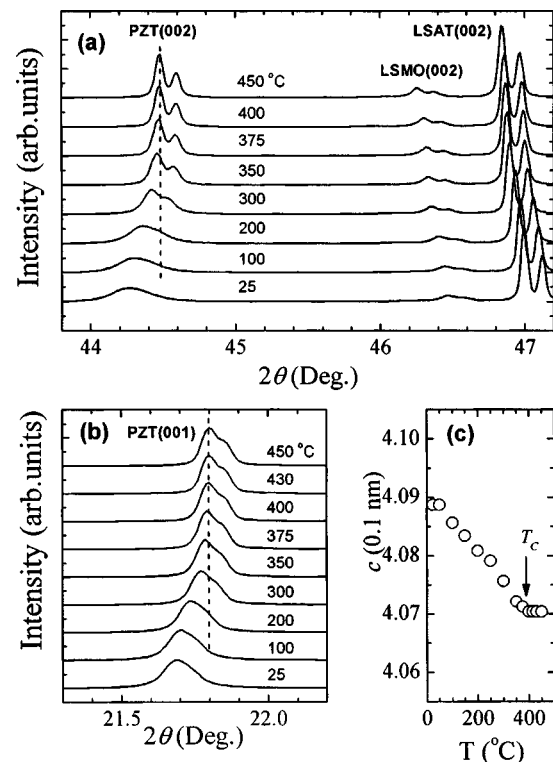 (a)
PZT(002)
LSAT(002)
LSMO(002)
450 °C
400
375
350
300
200
100
25
Intensity (arb.units)
44 45 46 47
2θ (Deg.)
(b)
PZT(001)
450 °C
430
400
375
350
300
200
100
25
Intensity (arb.units)
21.5 22.0
2θ (Deg.)
(c)
4.10
4.09
4.08
4.07
4.06
c (0.1 nm)
Tc
0 200 400
T (°C)